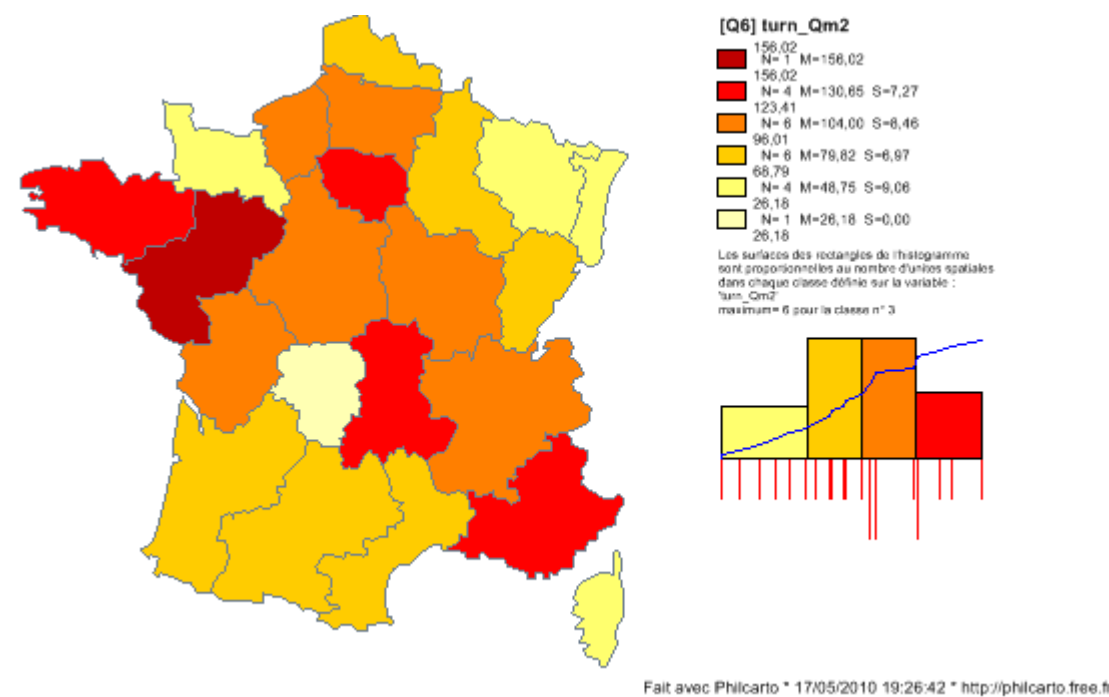 [Q6] turn_Qm2
156,02
N= 1 M=156,02
156,02
N= 4 M=130,65 S=7,27
123,41
N= 6 M=104,00 S=8,46
96,01
N= 6 M=79,82 S=6,97
68,79
N= 4 M=48,75 S=9,06
26,18
N= 1 M=26,18 S=0,00
26,18
Les surfaces des rectangles de l'histogramme
sont proportionnelles au nombre d'unites spatiales
dans chaque classe définie sur la variable :
'turn_Qm2'
maximum= 6 pour la classe n° 3
Fait avec Philcarto * 17/05/2010 19:26:42 * http://philcarto.free.f